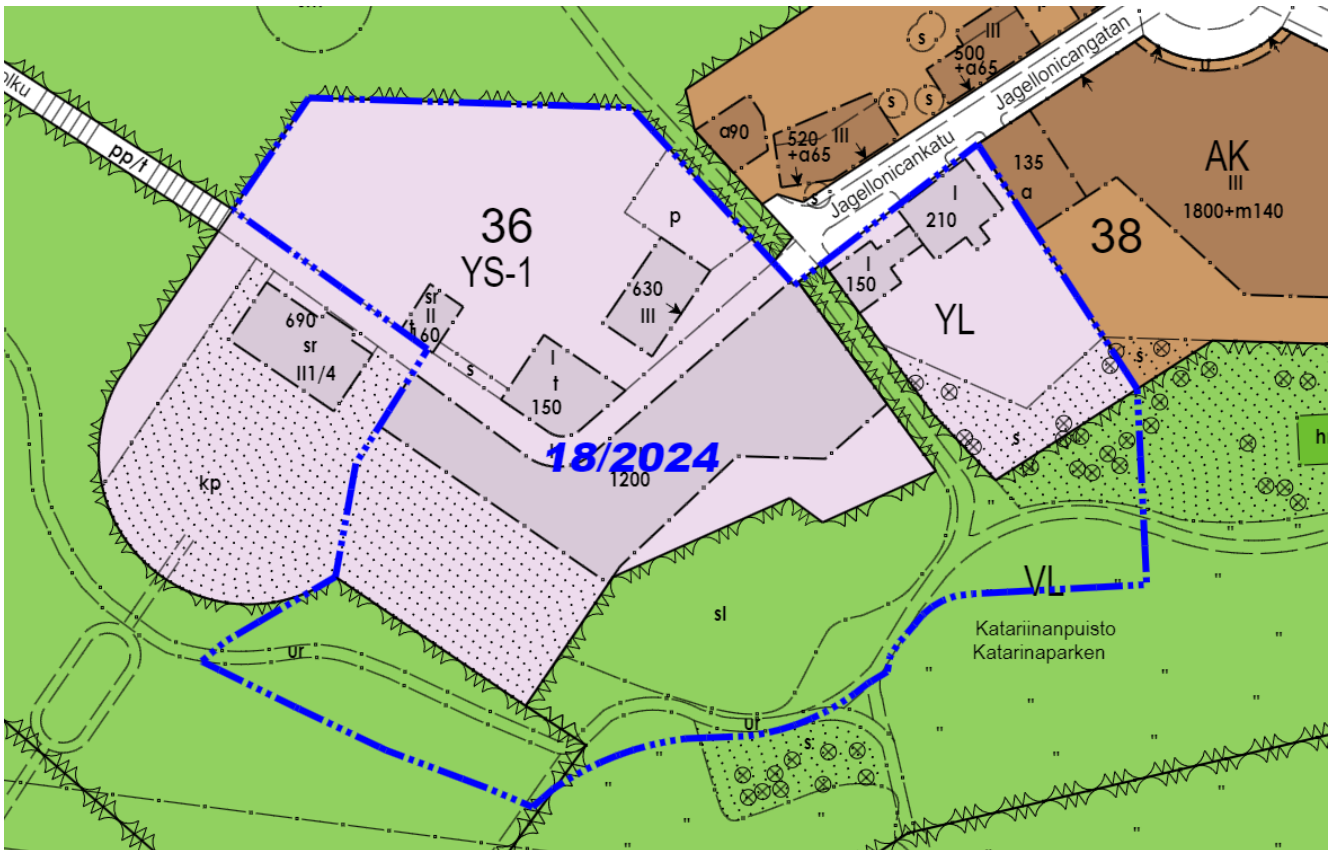 III
p
500
+a65
Jagellonicangatan
s
s
s
a90
520
III
+a65
s
Jagellonicankatu
135
a
AK
III
1800+m140
38
olku
pp/t
36
YS-1
p
I
210
I
150
YL
630
III
sr
II
t
160
690
sr
II1/4
s
I
t
150
t
18/2024
1200
s
s
h
kp
VL
sl
Katariinanpuisto
Katarinaparken
ur
ur
s